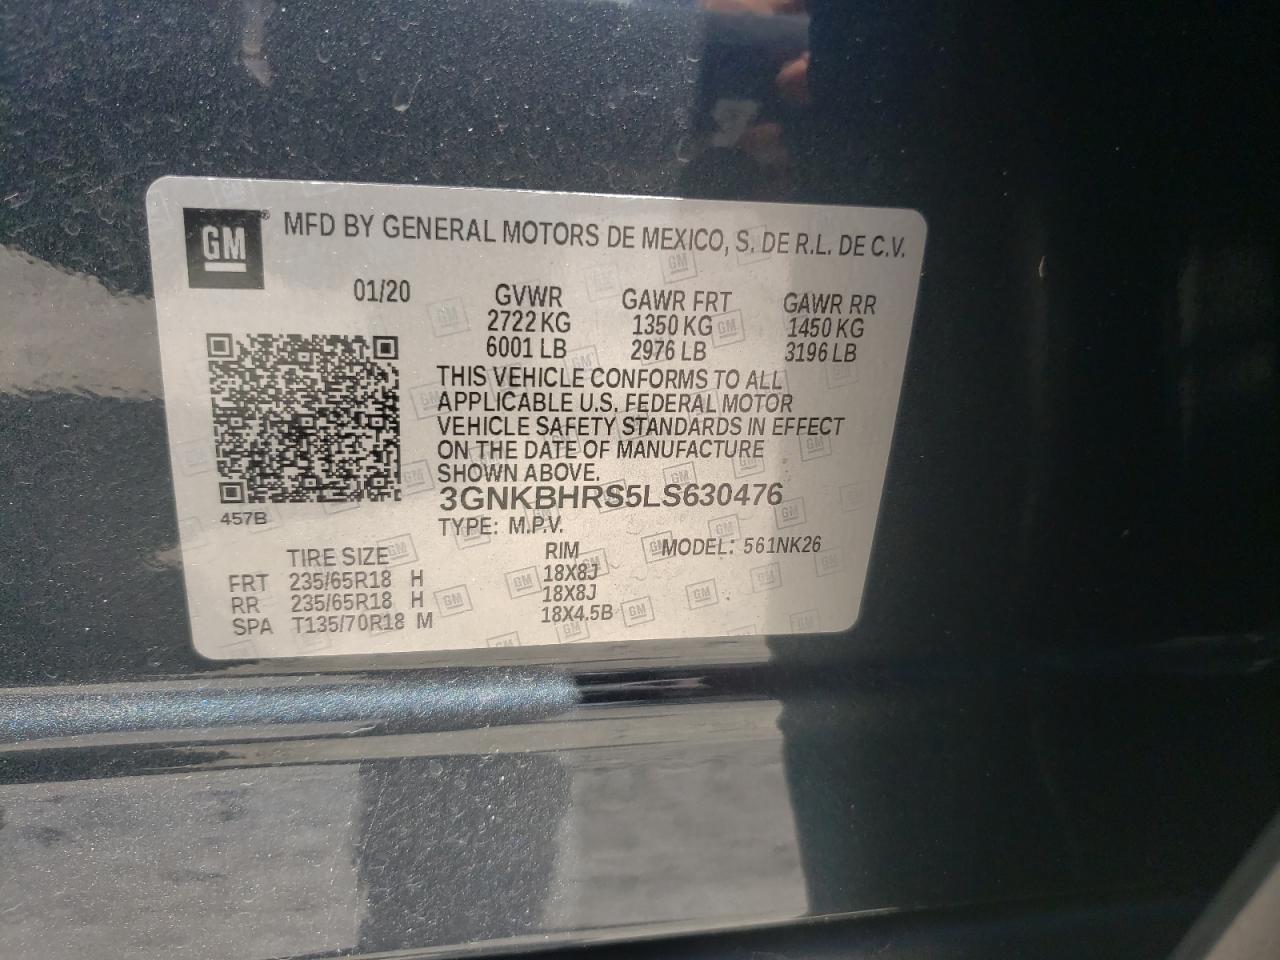 GM ® MFD BY GENERAL MOTORS DE MEXICO, S. DE R.L. DE C.V.
01/20 GVWR GAWR FRT GAWR RR
2722 KG 1350 KG 1450 KG
6001 LB 2976 LB 3196 LB
THIS VEHICLE CONFORMS TO ALL
APPLICABLE U.S. FEDERAL MOTOR
VEHICLE SAFETY STANDARDS IN EFFECT
ON THE DATE OF MANUFACTURE
SHOWN ABOVE.
3GNKBHRS5LS630476
457B
TYPE: M.P.V.
TIRE SIZE RIM MODEL: 561NK26
FRT 235/65R18 H 18X8J
RR 235/65R18 H 18X8J
SPA T135/70R18 M 18X4.5B